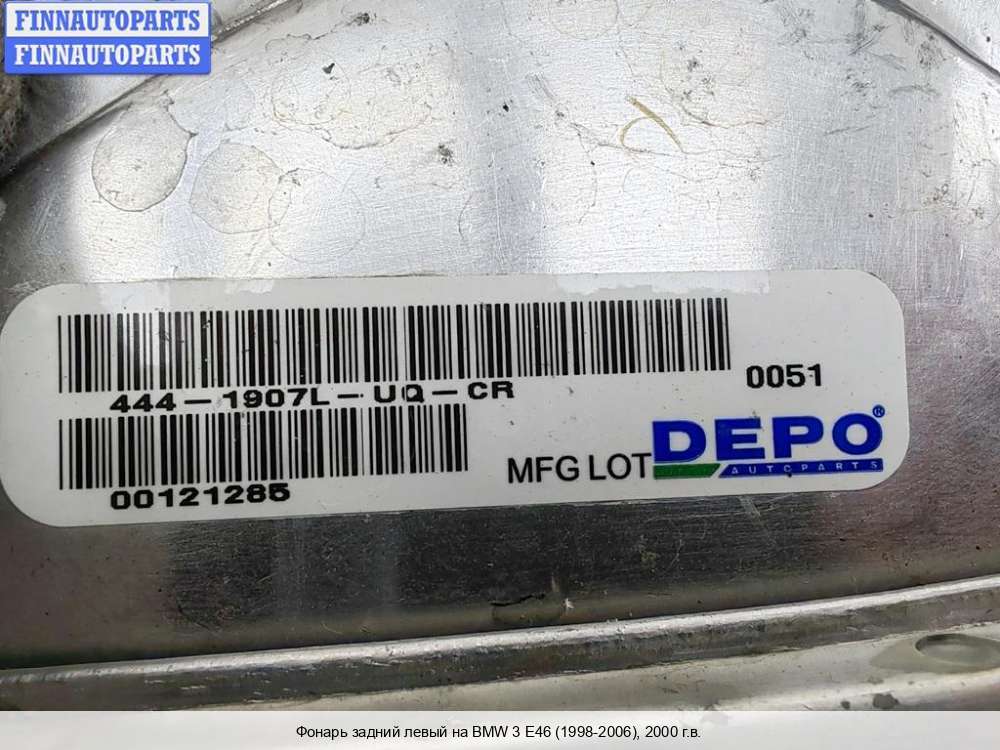 FINNAUTOPARTS
FINNAUTOPARTS
444-1907L-UQ-CR
0051
00121285
MFG LOT
DEPO®
AUTOPARTS
Фонарь задний левый на BMW 3 E46 (1998-2006), 2000 г.в.